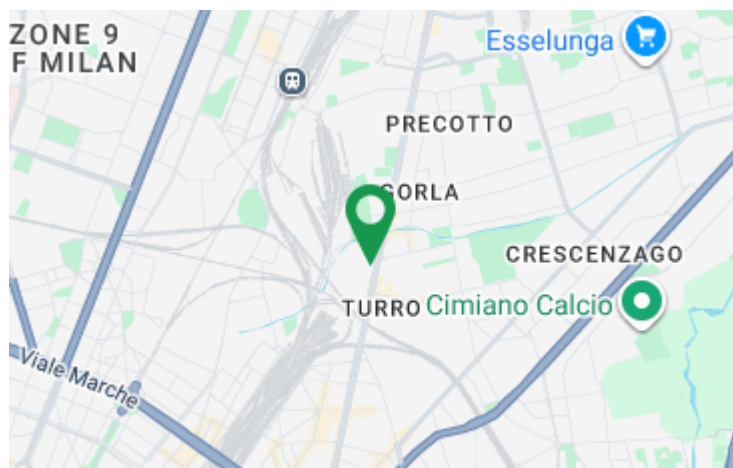 ZONE 9
F MILAN
Esselunga
PRECOTTO
GORLA
CRESCENZAGO
TURRO
Cimiano Calcio
Viale Marche